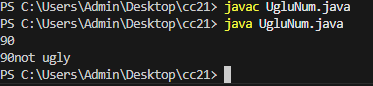 PS C:\Users\Admin\Desktop\cc21> javac UgluNum.java
PS C:\Users\Admin\Desktop\cc21> java UgluNum.java
90
90not ugly
PS C:\Users\Admin\Desktop\cc21>